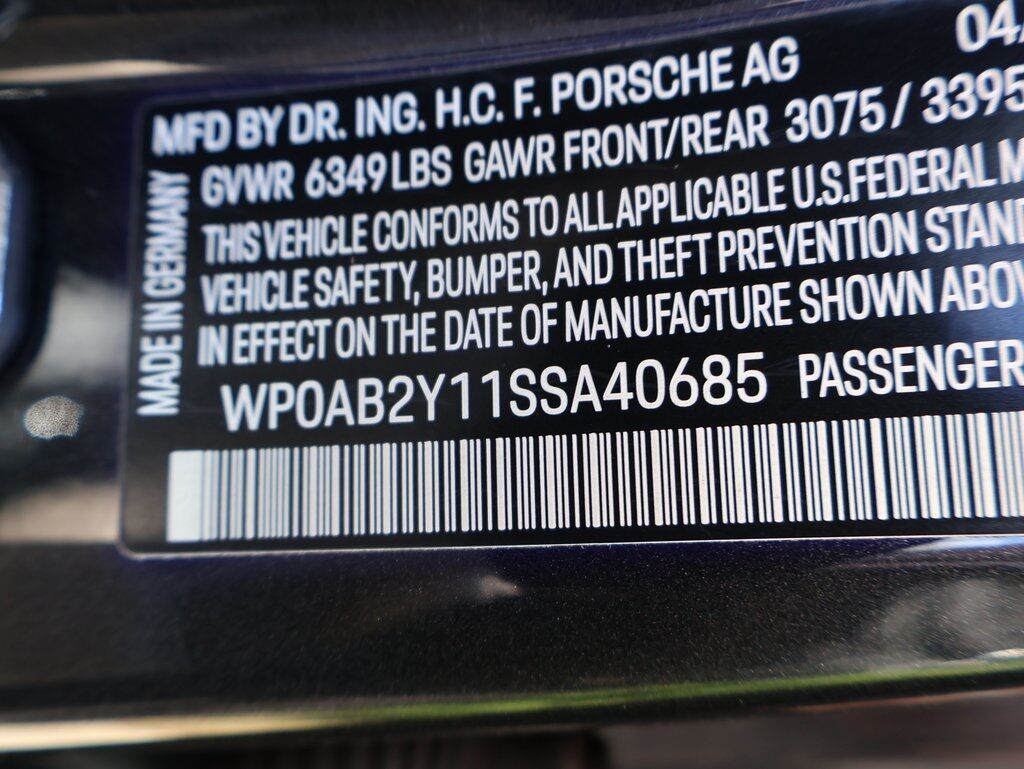 04/
MFD BY DR. ING. H.C. F. PORSCHE AG
GVWR 6349 LBS GAWR FRONT/REAR 3075 / 3395
THIS VEHICLE CONFORMS TO ALL APPLICABLE U.S.FEDERAL M
VEHICLE SAFETY, BUMPER, AND THEFT PREVENTION STAND
IN EFFECT ON THE DATE OF MANUFACTURE SHOWN ABOV
WP0AB2Y11SSA40685 PASSENGER
MADE IN GERMANY